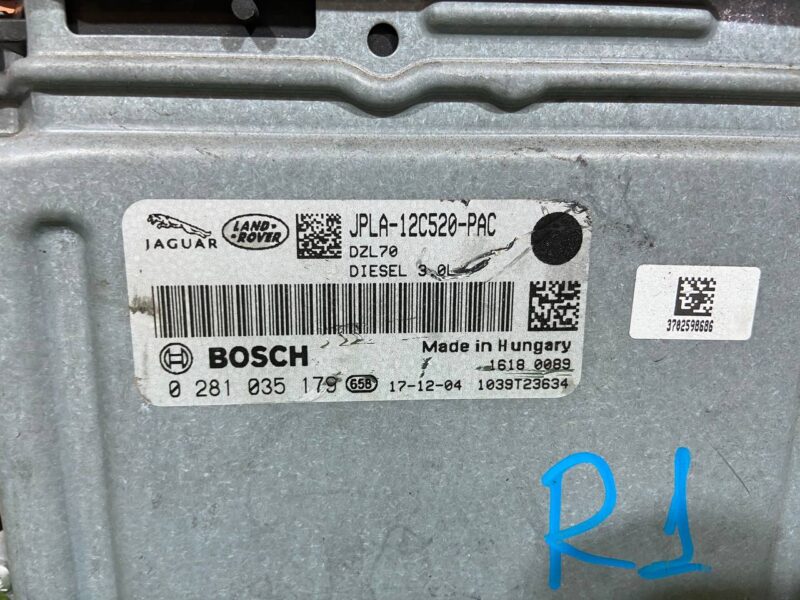 JAGUAR
LAND-
-ROVER
JPLA-12C520-PAC
DZL70
DIESEL 3.0L
BOSCH
Made in Hungary
1618 0089
0 281 035 179 658 17-12-04 1039T23634
3702598686
R1